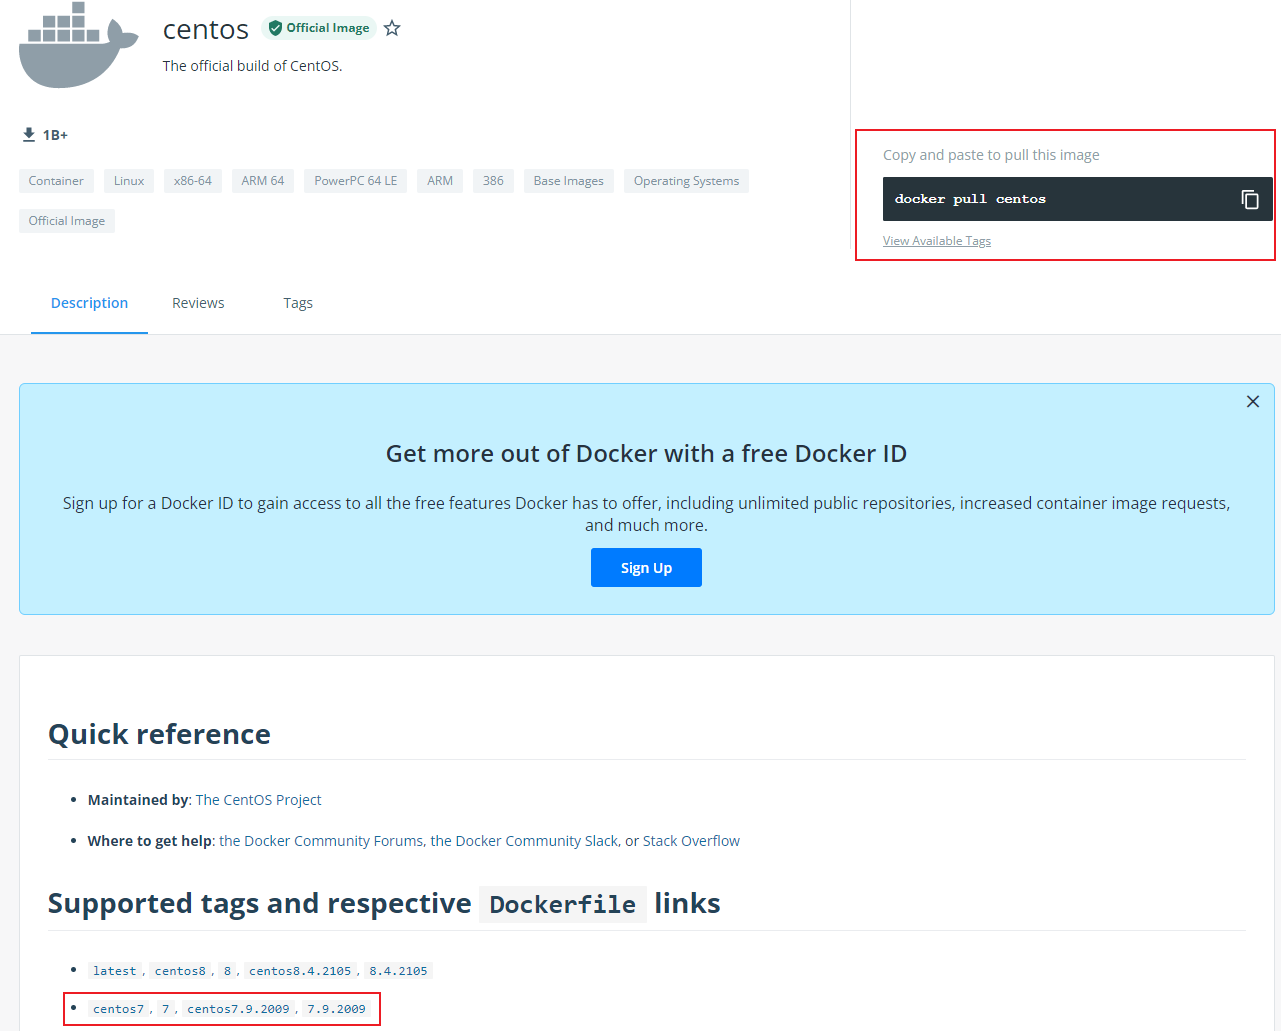 centos Official Image
The official build of CentOS.
1B+
Container Linux x86-64 ARM 64 PowerPC 64 LE ARM 386 Base Images Operating Systems
Official Image
Copy and paste to pull this image
docker pull centos
View Available Tags
Description Reviews Tags
Get more out of Docker with a free Docker ID
Sign up for a Docker ID to gain access to all the free features Docker has to offer, including unlimited public repositories, increased container image requests,
and much more.
Sign Up
Quick reference
• Maintained by: The CentOS Project
• Where to get help: the Docker Community Forums, the Docker Community Slack, or Stack Overflow
Supported tags and respective Dockerfile links
• latest, centos8, 8, centos8.4.2105, 8.4.2105
• centos7, 7, centos7.9.2009, 7.9.2009